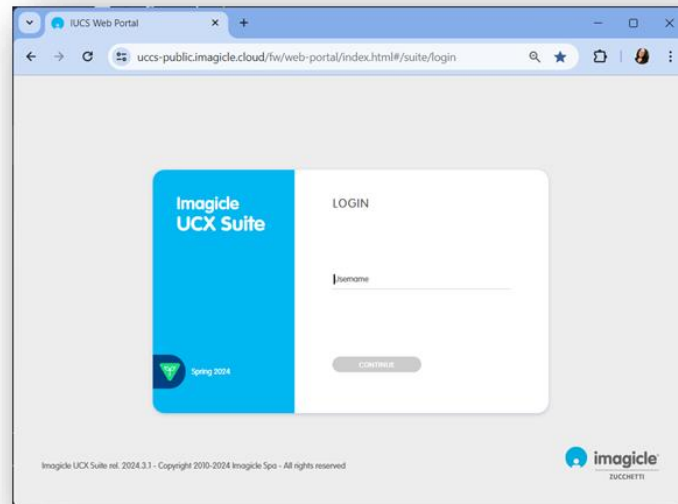 IUCS Web Portal
uccs-public.imagicle.cloud/fw/web-portal/index.html#/suite/login
Imagicle
UCX Suite
LOGIN
Username
CONTINUE
Spring 2024
Imagicle UCX Suite rel. 2024.3.1 - Copyright 2010-2024 Imagicle Spa - All rights reserved
imagicle
ZUCCHETTI